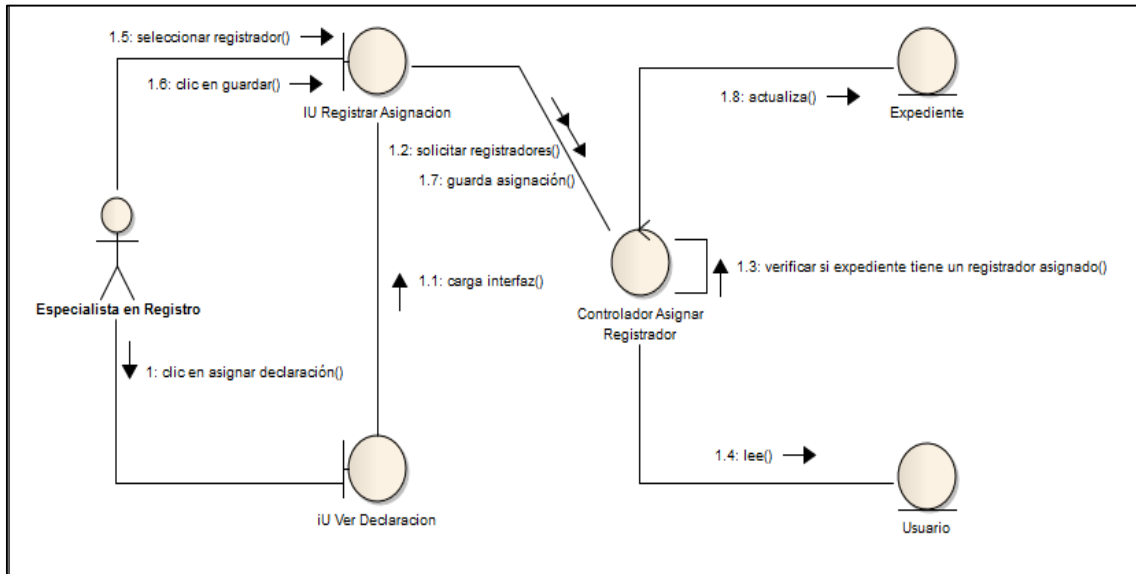 1.5: seleccionar registrador()
1.6: clic en guardar()
IU Registrar Asignacion
1.8: actualiza()
Expediente
1.2: solicitar registradores()
1.7: guarda asignación()
Especialista en Registro
1.1: carga interfaz()
1.3: verificar si expediente tiene un registrador asignado()
Controlador Asignar
Registrador
1: clic en asignar declaración()
1.4: lee()
iU Ver Declaracion
Usuario